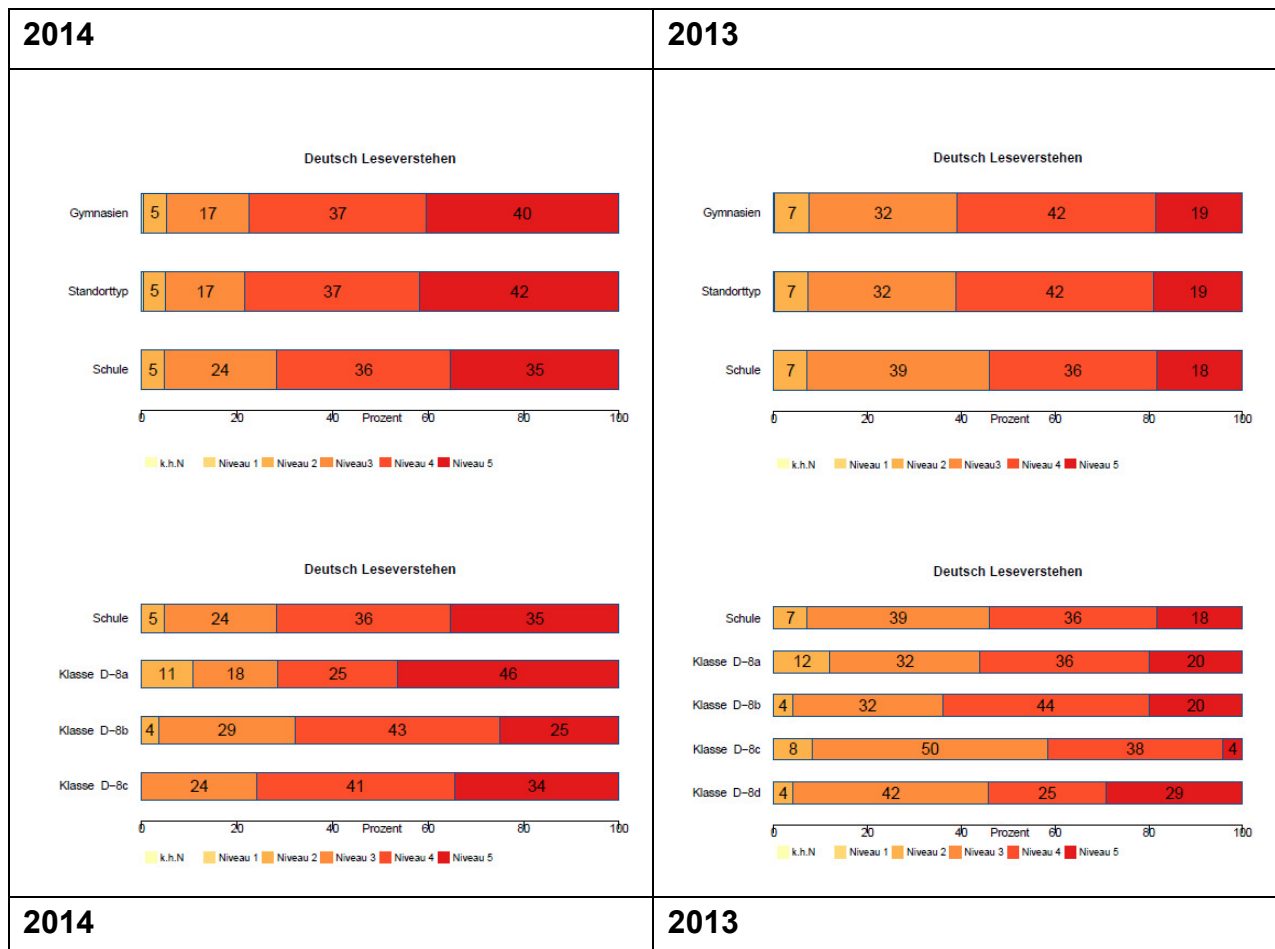 2014
2013
Deutsch Leseverstehen
Gymnasien 5 17 37 40
Standorttyp 5 17 37 42
Schule 5 24 36 35
0 20 40 Prozent 60 80 100
k.h.N Niveau 1 Niveau 2 Niveau3 Niveau 4 Niveau 5
Deutsch Leseverstehen
Gymnasien 7 32 42 19
Standorttyp 7 32 42 19
Schule 7 39 36 18
0 20 40 Prozent 60 80 100
k.h.N Niveau 1 Niveau 2 Niveau3 Niveau 4 Niveau 5
Deutsch Leseverstehen
Schule 5 24 36 35
Klasse D-8a 11 18 25 46
Klasse D-8b 4 29 43 25
Klasse D-8c 24 41 34
0 20 40 Prozent 60 80 100
k.h.N Niveau 1 Niveau 2 Niveau 3 Niveau 4 Niveau 5
Deutsch Leseverstehen
Schule 7 39 36 18
Klasse D-8a 12 32 36 20
Klasse D-8b 4 32 44 20
Klasse D-8c 8 50 38 4
Klasse D-8d 4 42 25 29
0 20 40 Prozent 60 80 100
k.h.N Niveau 1 Niveau 2 Niveau 3 Niveau 4 Niveau 5
2014
2013